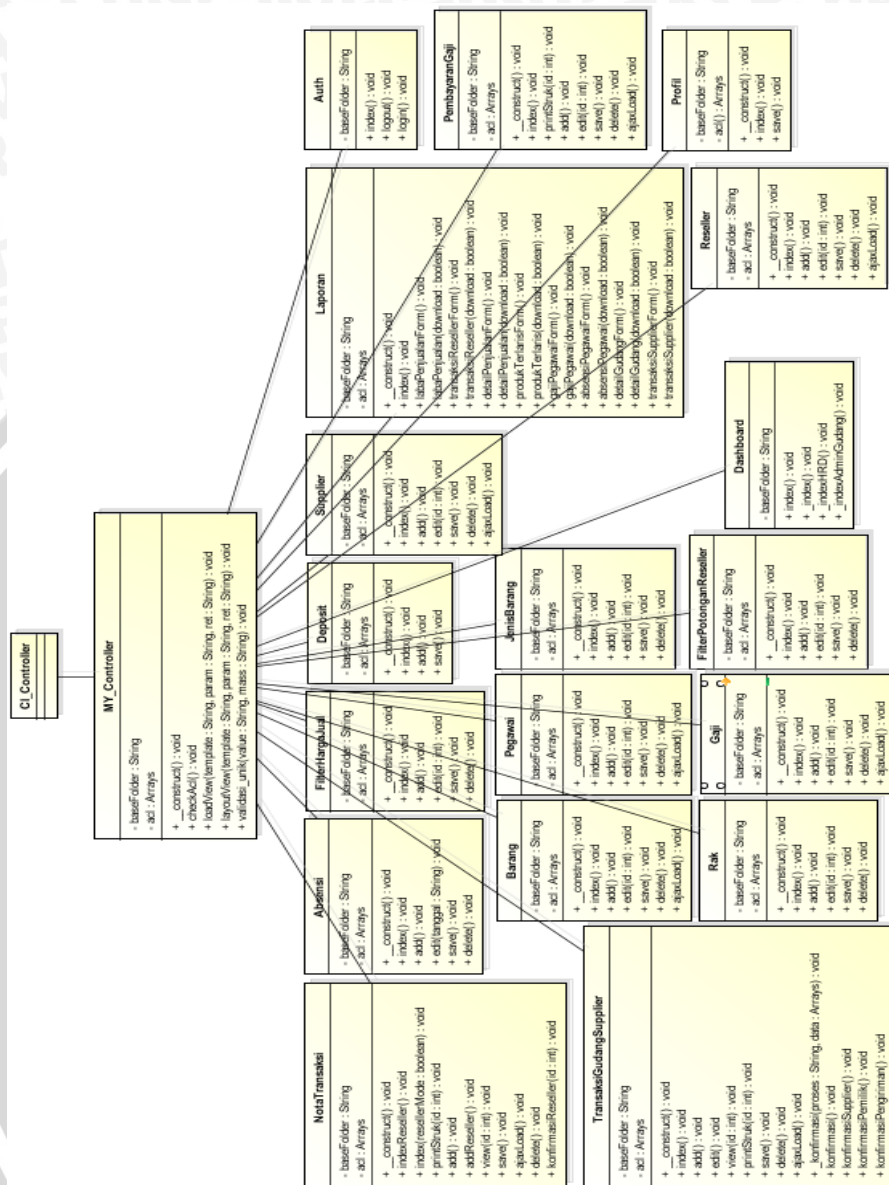 CI_Controller
MY_Controller
- baseFolder : String
- acl : Arrays
+ __construct() : void
+ checkAcl() : void
+ loadView(template : String, param : String, ret : String) : void
+ layoutView(template : String, param : String, ret : String) : void
+ validasi_unik(value : String, mass : String) : void
NotaTransaksi
- baseFolder : String
- acl : Arrays
+ __construct() : void
+ indexReseller() : void
+ index(resellerMode : boolean) : void
+ printStruk(id : int) : void
+ add() : void
+ addReseller() : void
+ view(id : int) : void
+ save() : void
+ ajaxLoad() : void
+ delete() : void
+ konfirmasiReseller(id : int) : void
Absensi
- baseFolder : String
- acl : Arrays
+ __construct() : void
+ index() : void
+ add() : void
+ edit(tanggal : String) : void
+ save() : void
+ delete() : void
FilterHargaJual
- baseFolder : String
- acl : Arrays
+ __construct() : void
+ index() : void
+ add() : void
+ edit(id : int) : void
+ save() : void
+ delete() : void
Deposit
- baseFolder : String
- acl : Arrays
+ __construct() : void
+ index() : void
+ add() : void
+ save() : void
Supplier
- baseFolder : String
- acl : Arrays
+ __construct() : void
+ index() : void
+ add() : void
+ edit(id : int) : void
+ save() : void
+ delete() : void
+ ajaxLoad() : void
Laporan
- baseFolder : String
- acl : Arrays
+ __construct() : void
+ index() : void
+ labaPenjualanForm() : void
+ labaPenjualan(download : boolean) : void
+ transaksiResellerForm() : void
+ transaksiReseller(download : boolean) : void
+ detailPenjualanForm() : void
+ detailPenjualan(download : boolean) : void
+ produkTerlarisForm() : void
+ produkTerlaris(download : boolean) : void
+ gajiPegawaiForm() : void
+ gajiPegawai(download : boolean) : void
+ absensiPegawaiForm() : void
+ absensiPegawai(download : boolean) : void
+ detailGudangForm() : void
+ detailGudang(download : boolean) : void
+ transaksiSupplierForm() : void
+ transaksiSupplier(download : boolean) : void
Auth
- baseFolder : String
+ index() : void
+ logout() : void
+ login() : void
PembayaranGaji
- baseFolder : String
- acl : Arrays
+ __construct() : void
+ index() : void
+ printStruk(id : int) : void
+ add() : void
+ edit(id : int) : void
+ save() : void
+ delete() : void
+ ajaxLoad() : void
Profil
- baseFolder : String
- acl() : Arrays
+ __construct() : void
+ index() : void
+ save() : void
Reseller
- baseFolder : String
- acl : Arrays
+ __construct() : void
+ index() : void
+ add() : void
+ edit(id : int) : void
+ save() : void
+ delete() : void
+ ajaxLoad() : void
Dashboard
- baseFolder : String
+ index() : void
+ _index() : void
+ _indexHRD() : void
+ _indexAdminGudang() : void
JenisBarang
- baseFolder : String
- acl : Arrays
+ __construct() : void
+ index() : void
+ add() : void
+ edit(id : int) : void
+ save() : void
+ delete() : void
FilterPotonganReseller
- baseFolder : String
- acl : Arrays
+ __construct() : void
+ index() : void
+ add() : void
+ edit(id : int) : void
+ save() : void
+ delete() : void
Pegawai
- baseFolder : String
- acl : Arrays
+ __construct() : void
+ index() : void
+ add() : void
+ edit(id : int) : void
+ save() : void
+ delete() : void
+ ajaxLoad() : void
Gaji
- baseFolder : String
- acl : Arrays
+ __construct() : void
+ index() : void
+ add() : void
+ edit(id : int) : void
+ save() : void
+ delete() : void
+ ajaxLoad() : void
Barang
- baseFolder : String
- acl : Arrays
+ __construct() : void
+ index() : void
+ add() : void
+ edit(id : int) : void
+ save() : void
+ delete() : void
+ ajaxLoad() : void
Rak
- baseFolder : String
- acl : Arrays
+ __construct() : void
+ index() : void
+ add() : void
+ edit(id : int) : void
+ save() : void
+ delete() : void
TransaksiGudangSupplier
- baseFolder : String
- acl : Arrays
+ __construct() : void
+ index() : void
+ add() : void
+ edit() : void
+ view(id : int) : void
+ printStruk(id : int) : void
+ save() : void
+ delete() : void
+ ajaxLoad() : void
+ _konfirmasi(proses : String, data : Arrays) : void
+ konfirmasi() : void
+ konfirmasiSupplier() : void
+ konfirmasiPemilik() : void
+ konfirmasiPengiriman() : void